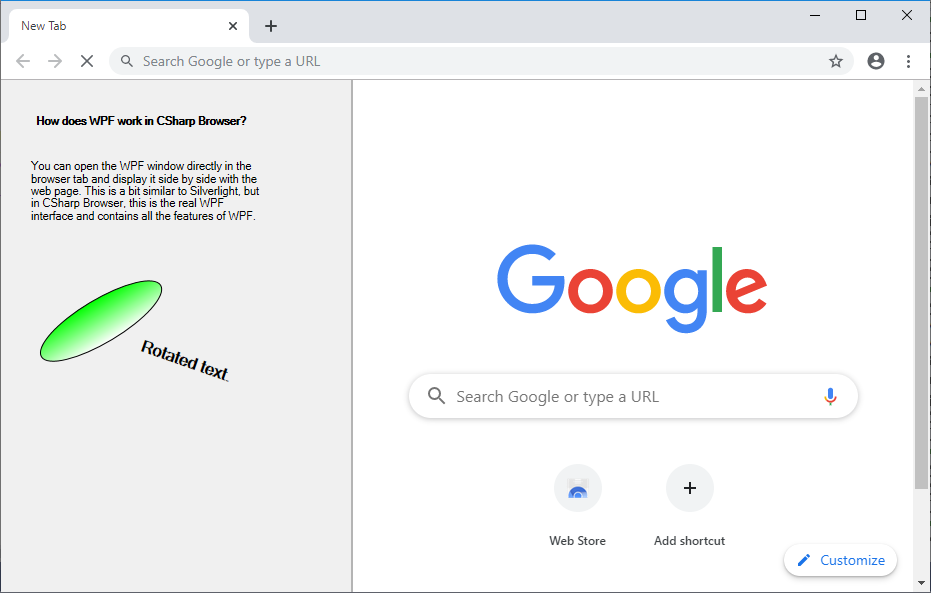 New Tab
Search Google or type a URL
How does WPF work in CSharp Browser?
You can open the WPF window directly in the
browser tab and display it side by side with the
web page. This is a bit similar to Silverlight, but
in CSharp Browser, this is the real WPF
interface and contains all the features of WPF.
Rotated text
Google
Search Google or type a URL
Web Store
Add shortcut
Customize